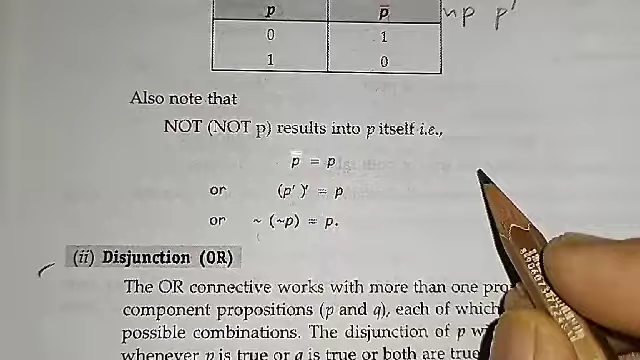 p p̄ ~p p'
0 1
1 0
Also note that
NOT (NOT p) results into p itself i.e.,
p̿ = p
or (p')' = p
or ~ (~p) = p.
(ii) Disjunction (OR)
The OR connective works with more than one pro
component propositions (p and q), each of which
possible combinations. The disjunction of p wi
whenever p is true or q is true or both are true